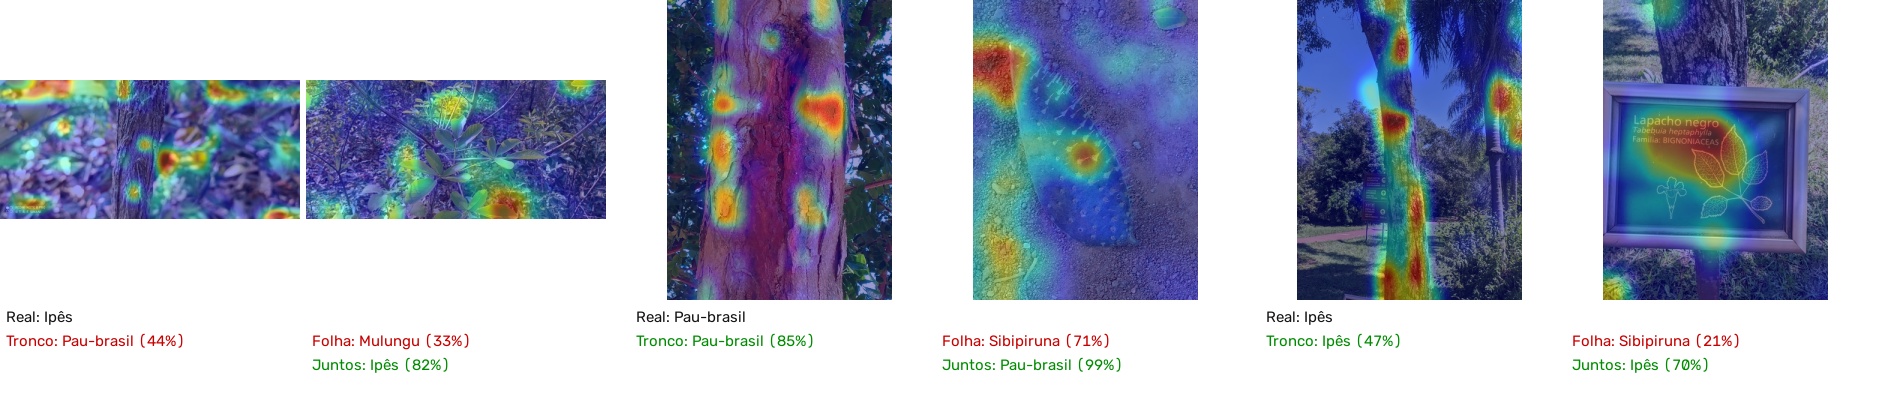 Lapacho negro
Tabebuia heptaphylla
Familia: BIGNONIACEAS
Real: Ipês
Tronco: Pau-brasil (44%)
Folha: Mulungu (33%)
Juntos: Ipês (82%)
Real: Pau-brasil
Tronco: Pau-brasil (85%)
Folha: Sibipiruna (71%)
Juntos: Pau-brasil (99%)
Real: Ipês
Tronco: Ipês (47%)
Folha: Sibipiruna (21%)
Juntos: Ipês (70%)